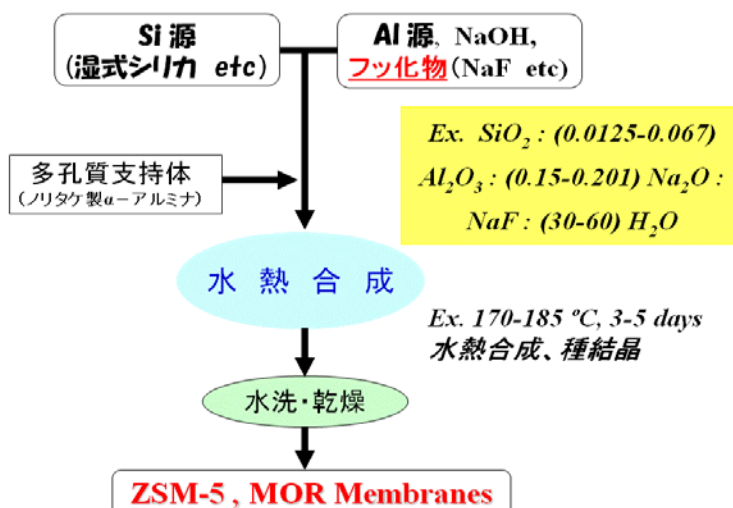 Si 源
(湿式シリカ etc)
Al 源, NaOH,
フッ化物(NaF etc)
Ex. SiO₂ : (0.0125-0.067)
Al₂O₃ : (0.15-0.201) Na₂O :
NaF : (30-60) H₂O
多孔質支持体
(ノリタケ製α-アルミナ)
水 熱 合 成
Ex. 170-185 ºC, 3-5 days
水熱合成、種結晶
水洗・乾燥
ZSM-5 , MOR Membranes